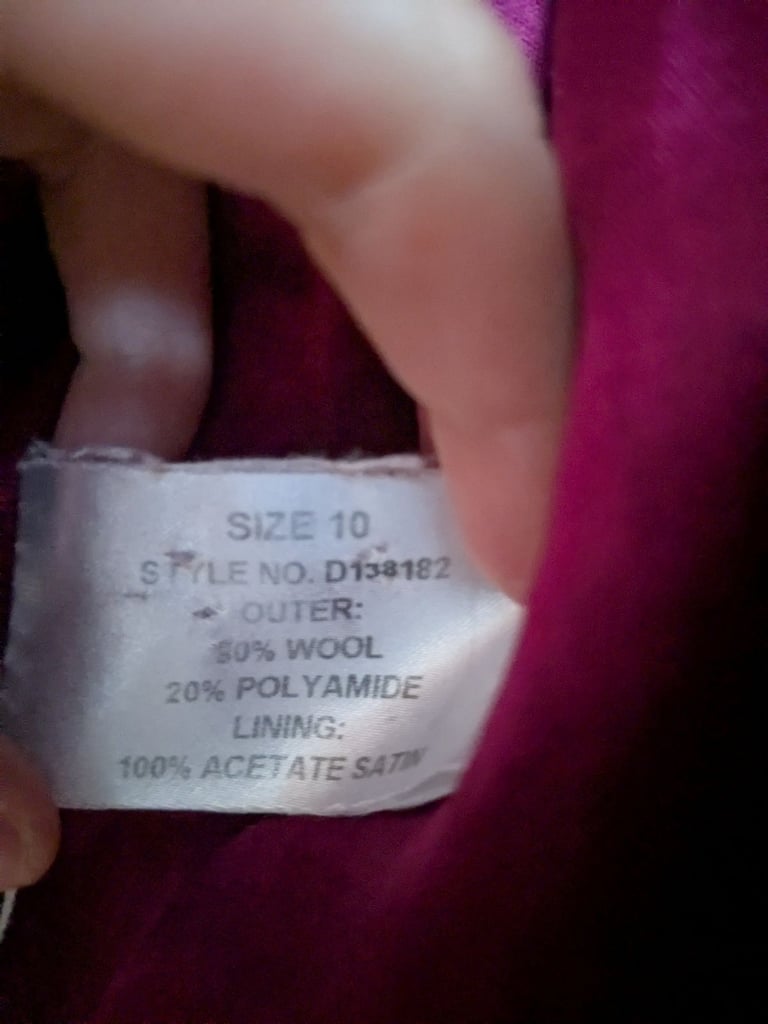 SIZE 10
STYLE NO. D138182
OUTER:
80% WOOL
20% POLYAMIDE
LINING:
100% ACETATE SATIN